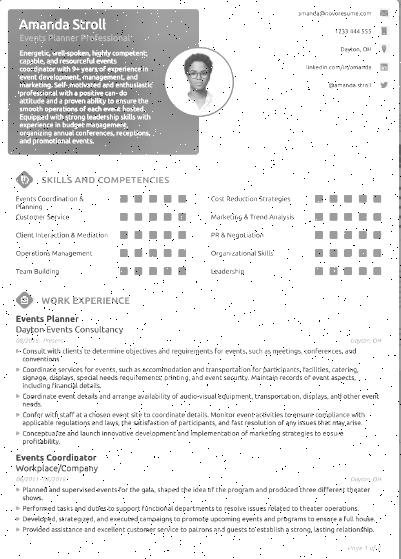 Amanda Stroll
Events Planner Professional
Energetic, well-spoken, highly competent,
capable, and resourceful events
coordinator with 9+ years of experience in
event development, management, and
marketing. Self-motivated and enthusiastic
professional with a positive can-do
attitude and a proven ability to ensure the
smooth operations of each event hosted.
Equipped with strong leadership skills with
experience in budget management,
organizing annual conferences, receptions,
and promotional events.
amanda@novoresume.com
1233 444 555
Dayton, OH
linkedin.com/in/amanda
@amanda.stroll
SKILLS AND COMPETENCIES
Events Coordination &
Planning
Cost Reduction Strategies
Customer Service
Marketing & Trend Analysis
Client Interaction & Mediation
PR & Negotiation
Operations Management
Organizational Skills
Team Building
Leadership
WORK EXPERIENCE
Events Planner
Dayton Events Consultancy
Present
Dayton, OH
Consult with clients to determine objectives and requirements for events, such as meetings, conferences, and
conventions.
Coordinate services for events, such as accommodation and transportation for participants, facilities, catering,
signage, displays, special needs requirements, printing, and event security. Maintain records of event aspects,
including financial details.
Coordinate event details and arrange availability of audio-visual equipment, transportation, displays, and other event
needs.
Confer with staff at a chosen event site to coordinate details. Monitor event activities to ensure compliance with
applicable regulations and laws, the satisfaction of participants, and fast resolution of any issues that may arise.
Conceptualize and launch innovative development and implementation of marketing strategies to ensure
profitability.
Events Coordinator
Workplace/Company
Dayton, OH
Planned and supervised events for the gala, shaped the idea of the program and produced three different theater
shows.
Performed tasks and duties to support functional departments to resolve issues related to theater operations.
Developed, strategized, and executed campaigns to promote upcoming events and programs to ensure a full house.
Provided assistance and excellent customer service to patrons and guests to establish a strong, lasting relationship.
Page 1 of